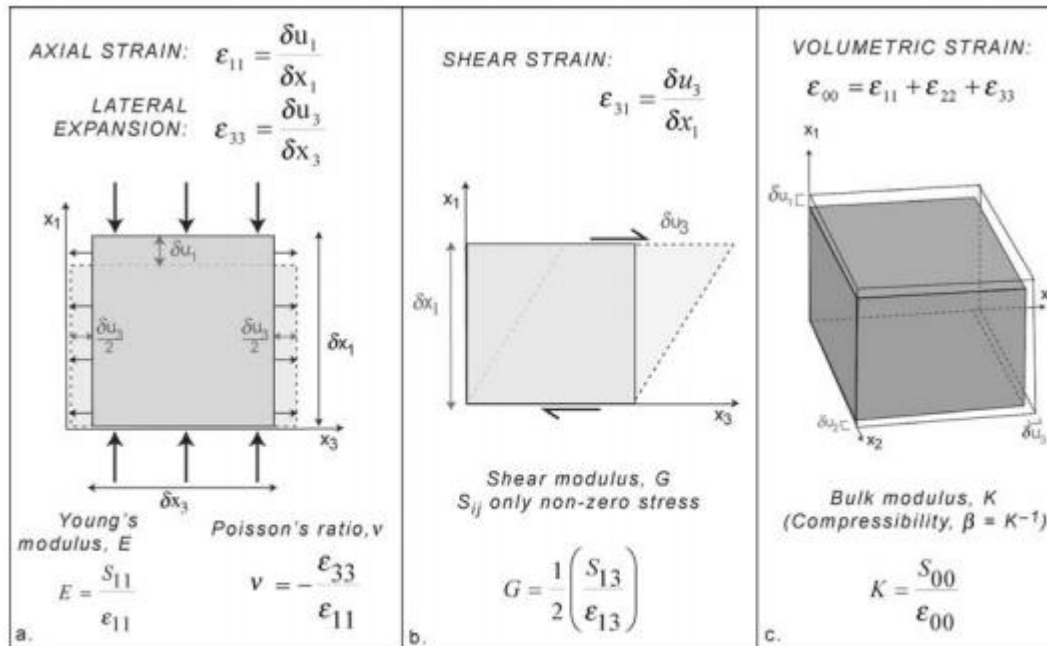 AXIAL STRAIN: ε₁₁ = δu₁ / δx₁
LATERAL
EXPANSION: ε₃₃ = δu₃ / δx₃
x₁
δu₁
δu₃/2
δu₃/2
δx₁
x₃
δx₃
Young's
modulus, E
E = S₁₁ / ε₁₁
Poisson's ratio, ν
ν = − ε₃₃ / ε₁₁
a.
SHEAR STRAIN:
ε₃₁ = δu₃ / δx₁
x₁
δu₃
δx₁
x₃
Shear modulus, G
Sᵢⱼ only non-zero stress
G = 1/2 (S₁₃ / ε₁₃)
b.
VOLUMETRIC STRAIN:
ε₀₀ = ε₁₁ + ε₂₂ + ε₃₃
x₁
δu₁
x
δu₂
x₂
δu₃
Bulk modulus, K
(Compressibility, β = K⁻¹)
K = S₀₀ / ε₀₀
c.